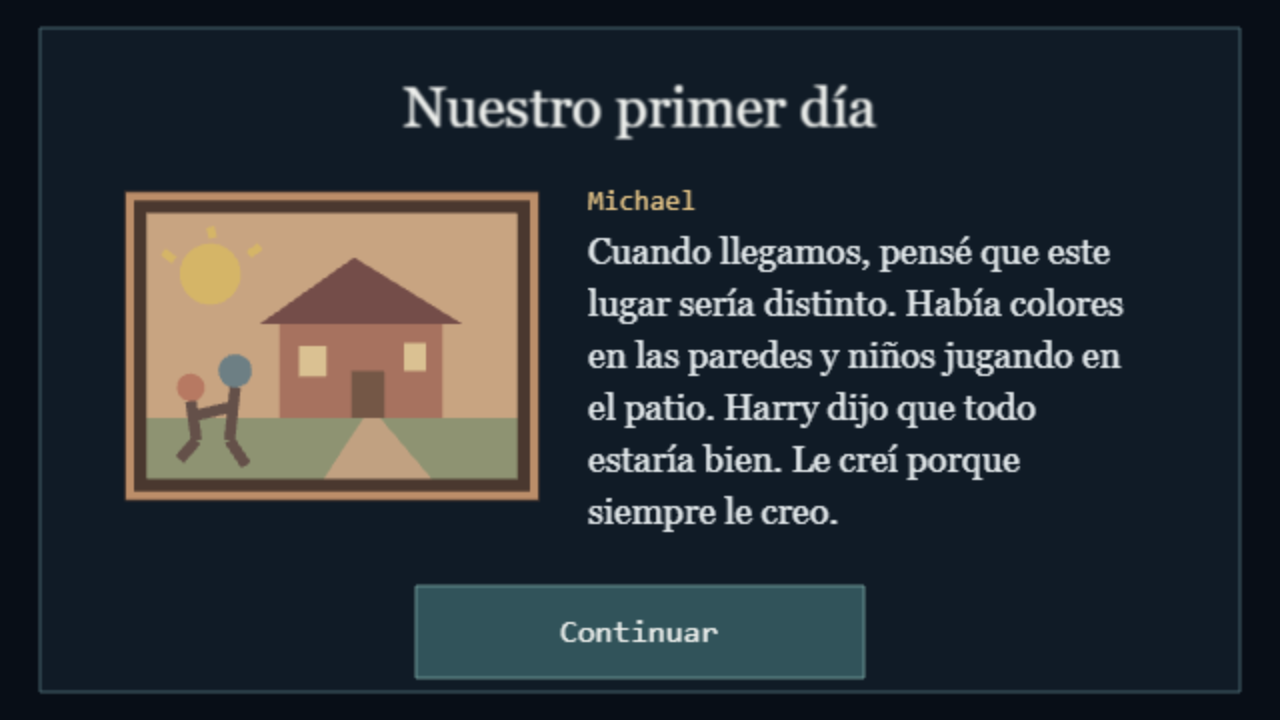 Nuestro primer día
Michael
Cuando llegamos, pensé que este
lugar sería distinto. Había colores
en las paredes y niños jugando en
el patio. Harry dijo que todo
estaría bien. Le creí porque
siempre le creo.
Continuar